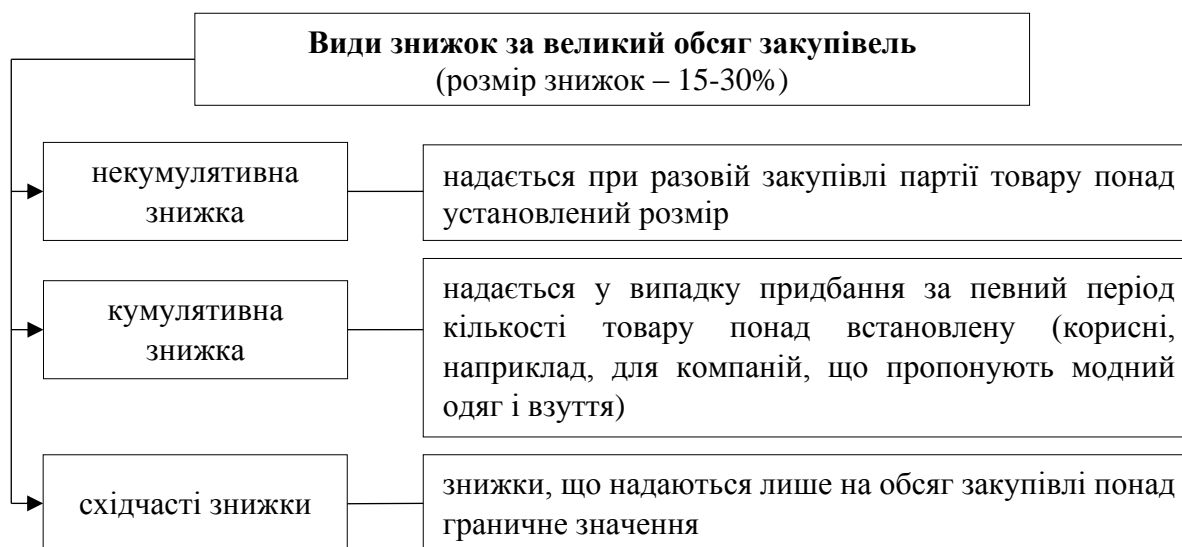 Види знижок за великий обсяг закупівель
(розмір знижок – 15-30%)
некумулятивна
знижка
надається при разовій закупівлі партії товару понад
установлений розмір
кумулятивна
знижка
надається у випадку придбання за певний період
кількості товару понад встановлену (корисні,
наприклад, для компаній, що пропонують модний
одяг і взуття)
східчасті знижки
знижки, що надаються лише на обсяг закупівлі понад
граничне значення